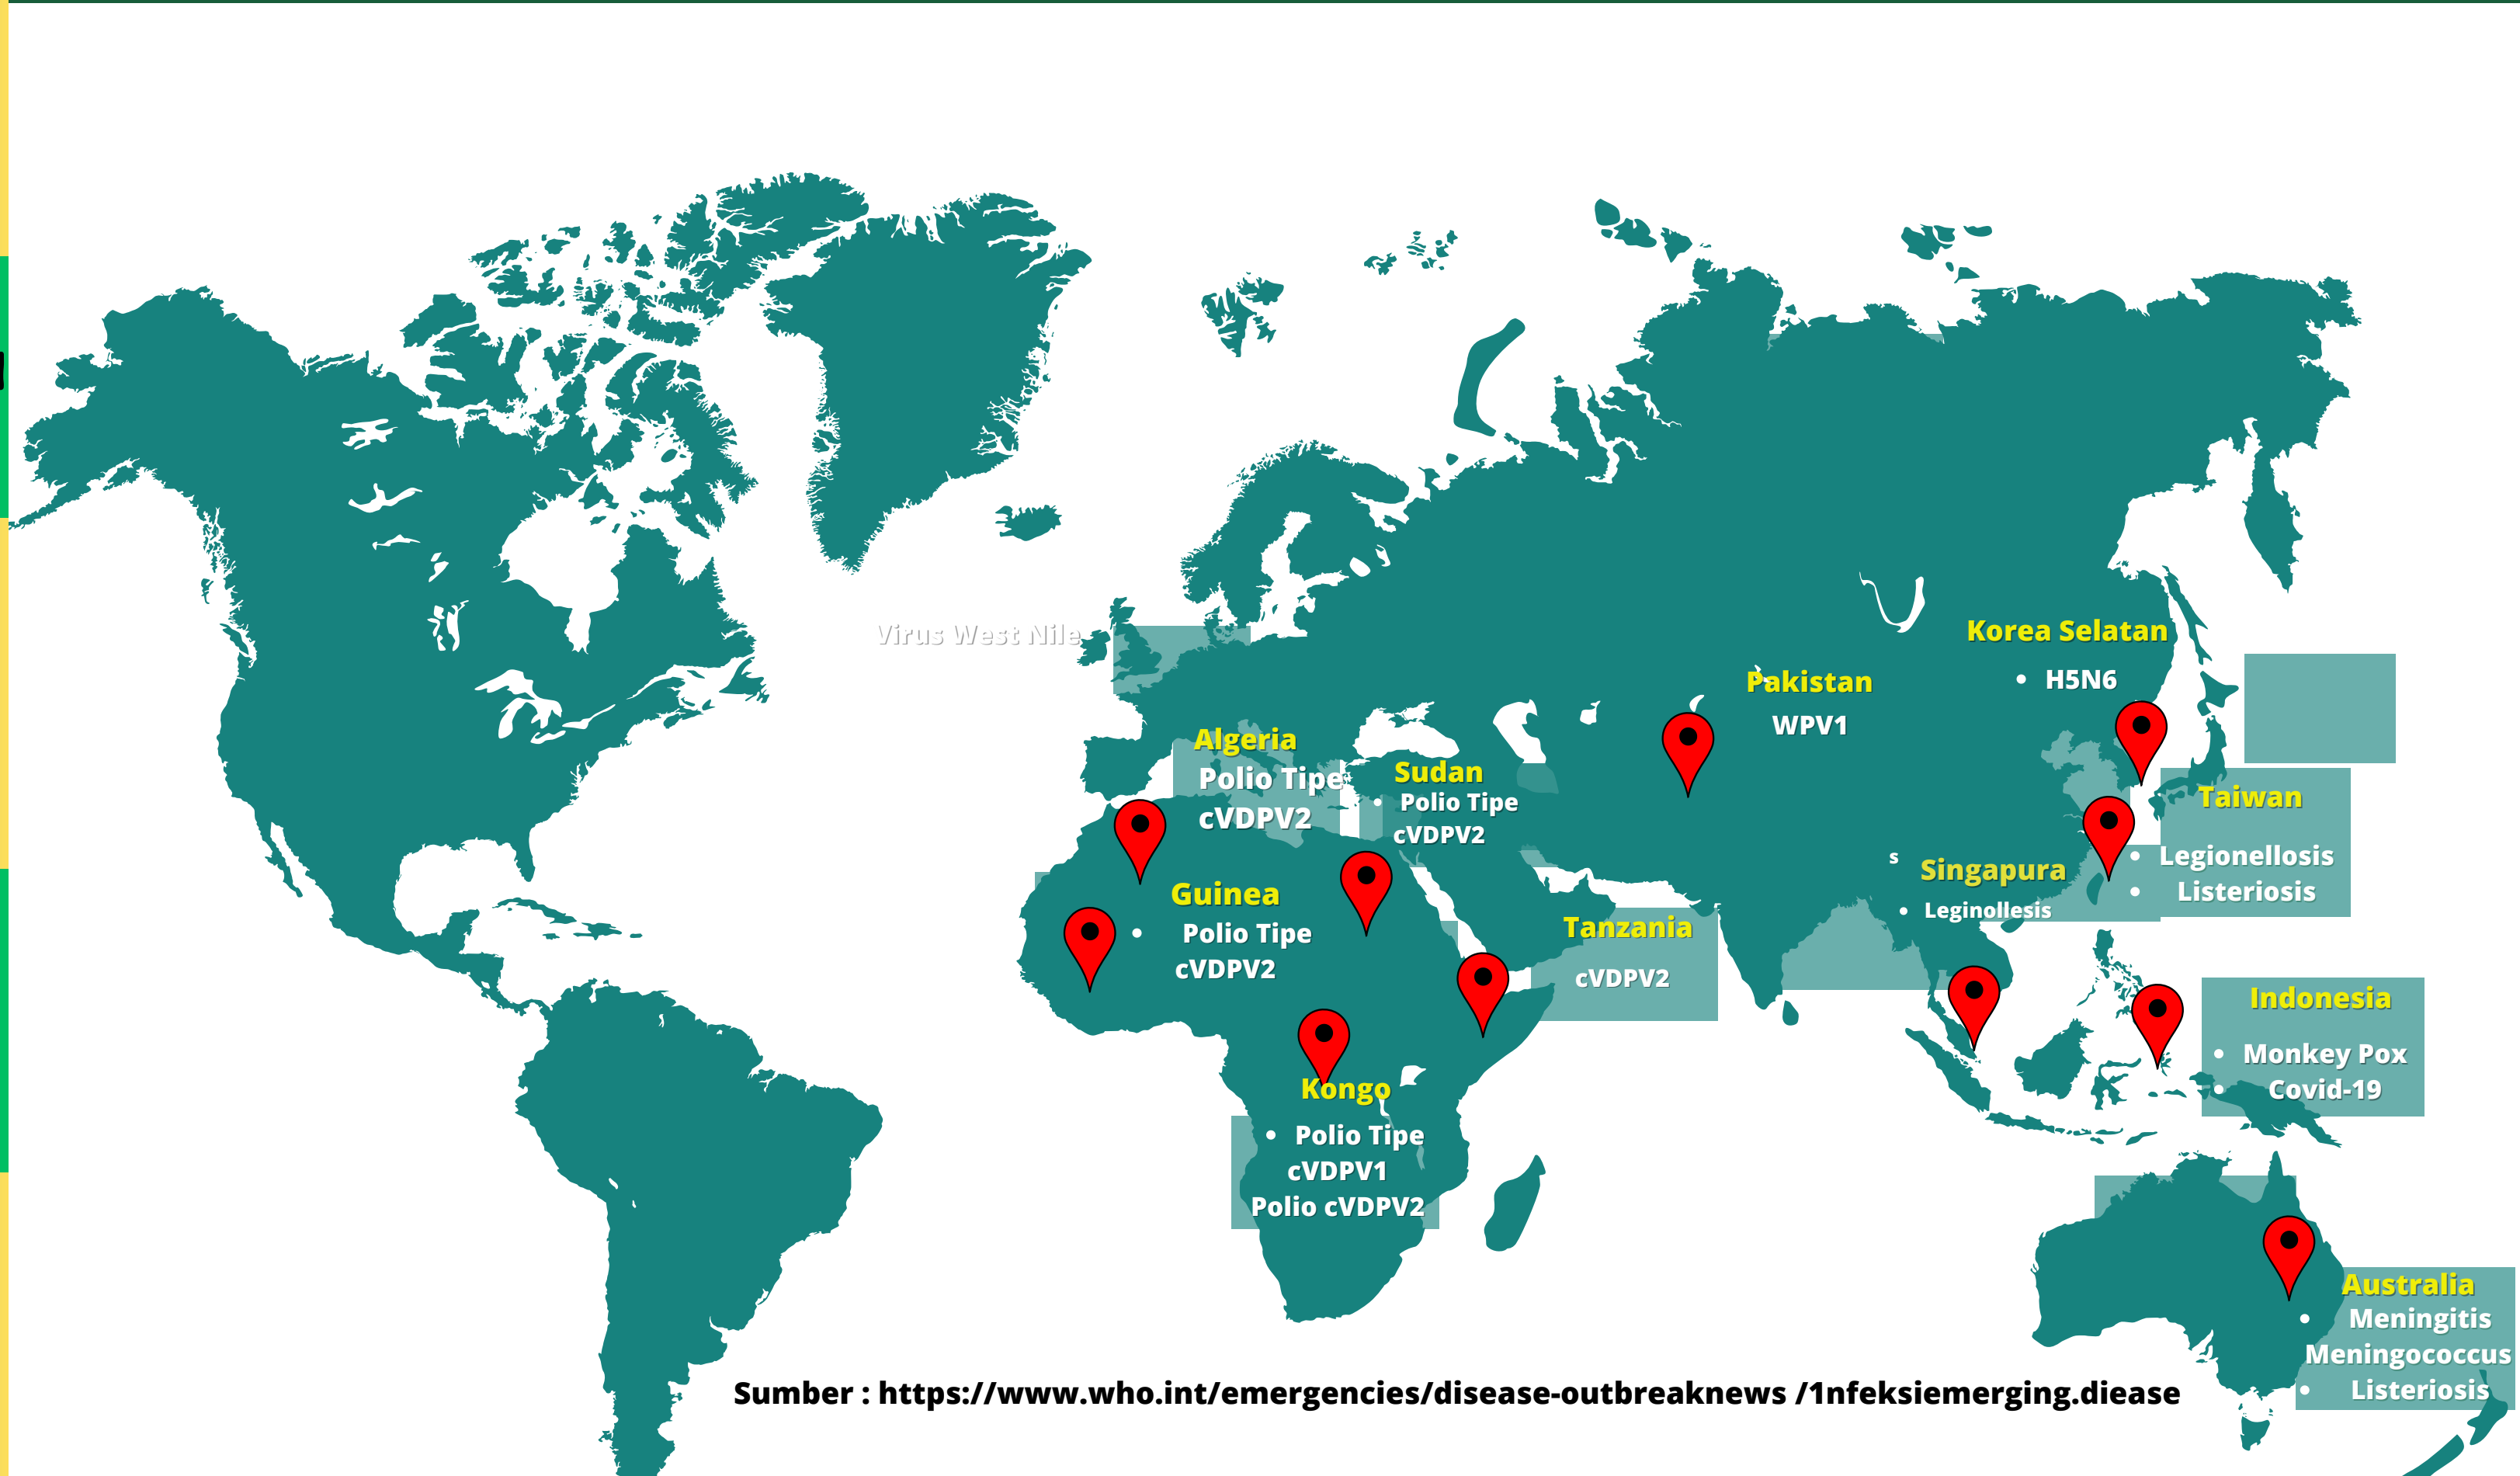 Virus West Nile
Korea Selatan
• H5N6
Pakistan
WPV1
Algeria
Polio Tipe
cVDPV2
Sudan
• Polio Tipe
cVDPV2
Taiwan
• Legionellosis
• Listeriosis
s
Singapura
• Leginollesis
Guinea
• Polio Tipe
cVDPV2
Tanzania
cVDPV2
Indonesia
• Monkey Pox
• Covid-19
Kongo
• Polio Tipe
cVDPV1
Polio cVDPV2
Australia
• Meningitis
Meningococcus
• Listeriosis
Sumber : https://www.who.int/emergencies/disease-outbreaknews /1nfeksiemerging.diease